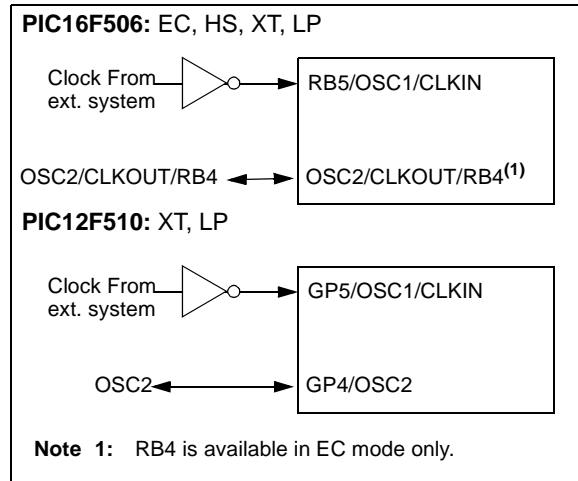 PIC16F506: EC, HS, XT, LP
Clock From
ext. system
RB5/OSC1/CLKIN
OSC2/CLKOUT/RB4
OSC2/CLKOUT/RB4(1)
PIC12F510: XT, LP
Clock From
ext. system
GP5/OSC1/CLKIN
OSC2
GP4/OSC2
Note 1: RB4 is available in EC mode only.